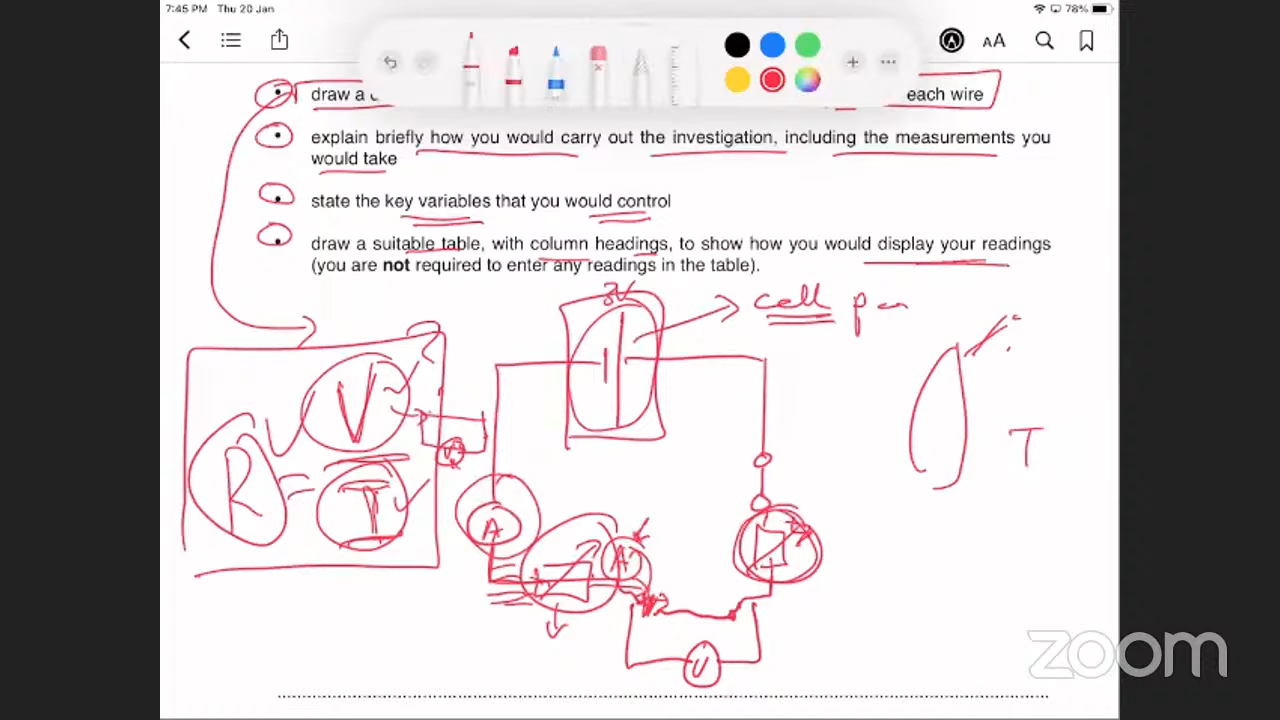 7:45 PM Thu 20 Jan
78%
AA
draw a
each wire
explain briefly how you would carry out the investigation, including the measurements you
would take
state the key variables that you would control
draw a suitable table, with column headings, to show how you would display your readings
(you are not required to enter any readings in the table).
3V
cell
R = V
I
V
A
A
V
T
zoom